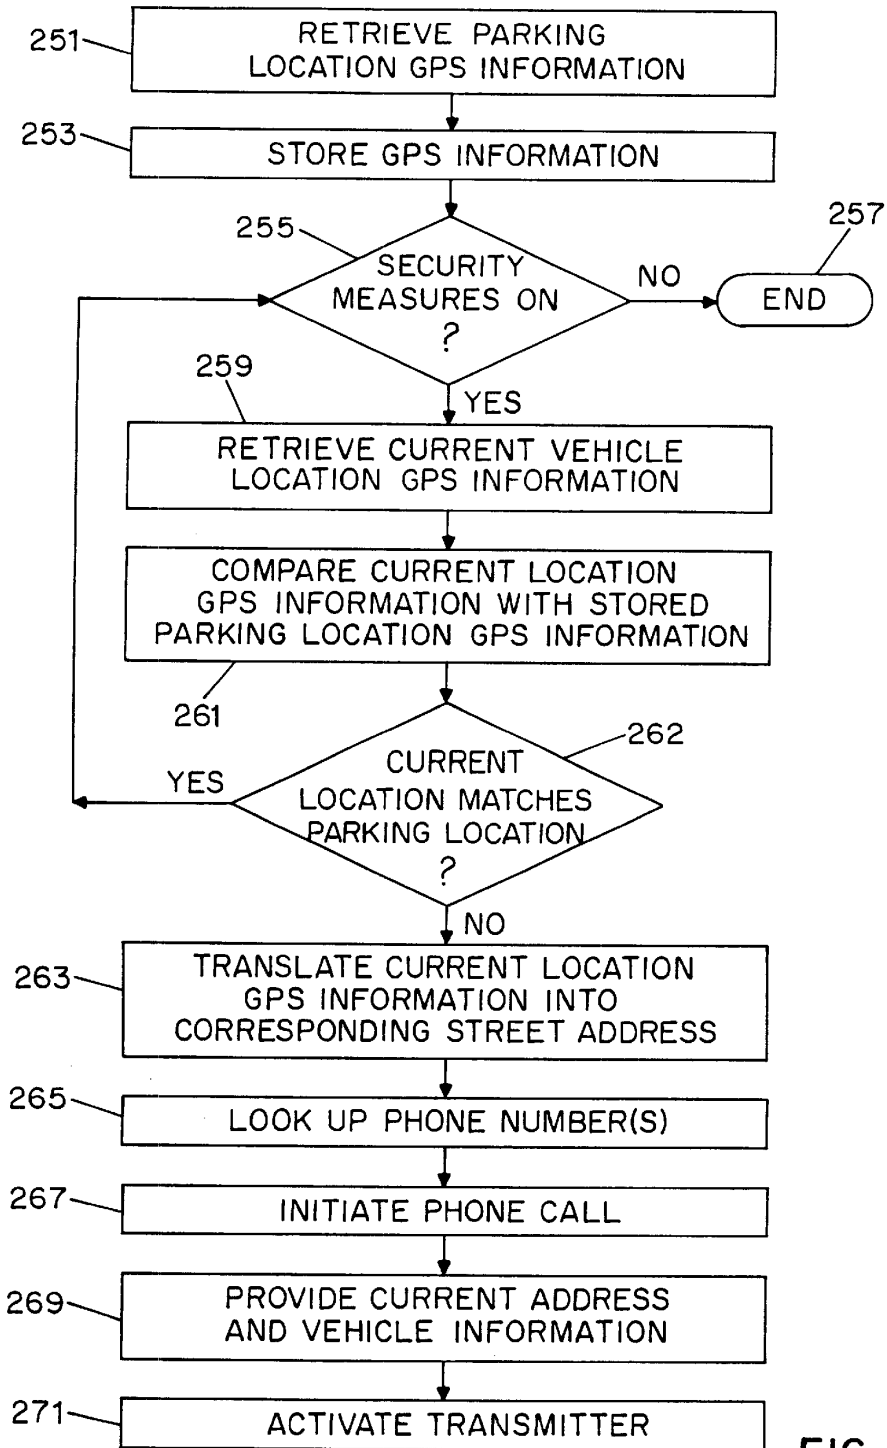 251
RETRIEVE PARKING
LOCATION GPS INFORMATION
253
STORE GPS INFORMATION
255
SECURITY
MEASURES ON
?
NO
257
END
YES
259
RETRIEVE CURRENT VEHICLE
LOCATION GPS INFORMATION
COMPARE CURRENT LOCATION
GPS INFORMATION WITH STORED
PARKING LOCATION GPS INFORMATION
261
262
CURRENT
LOCATION MATCHES
PARKING LOCATION
?
YES
NO
263
TRANSLATE CURRENT LOCATION
GPS INFORMATION INTO
CORRESPONDING STREET ADDRESS
265
LOOK UP PHONE NUMBER(S)
267
INITIATE PHONE CALL
269
PROVIDE CURRENT ADDRESS
AND VEHICLE INFORMATION
271
ACTIVATE TRANSMITTER
FIG